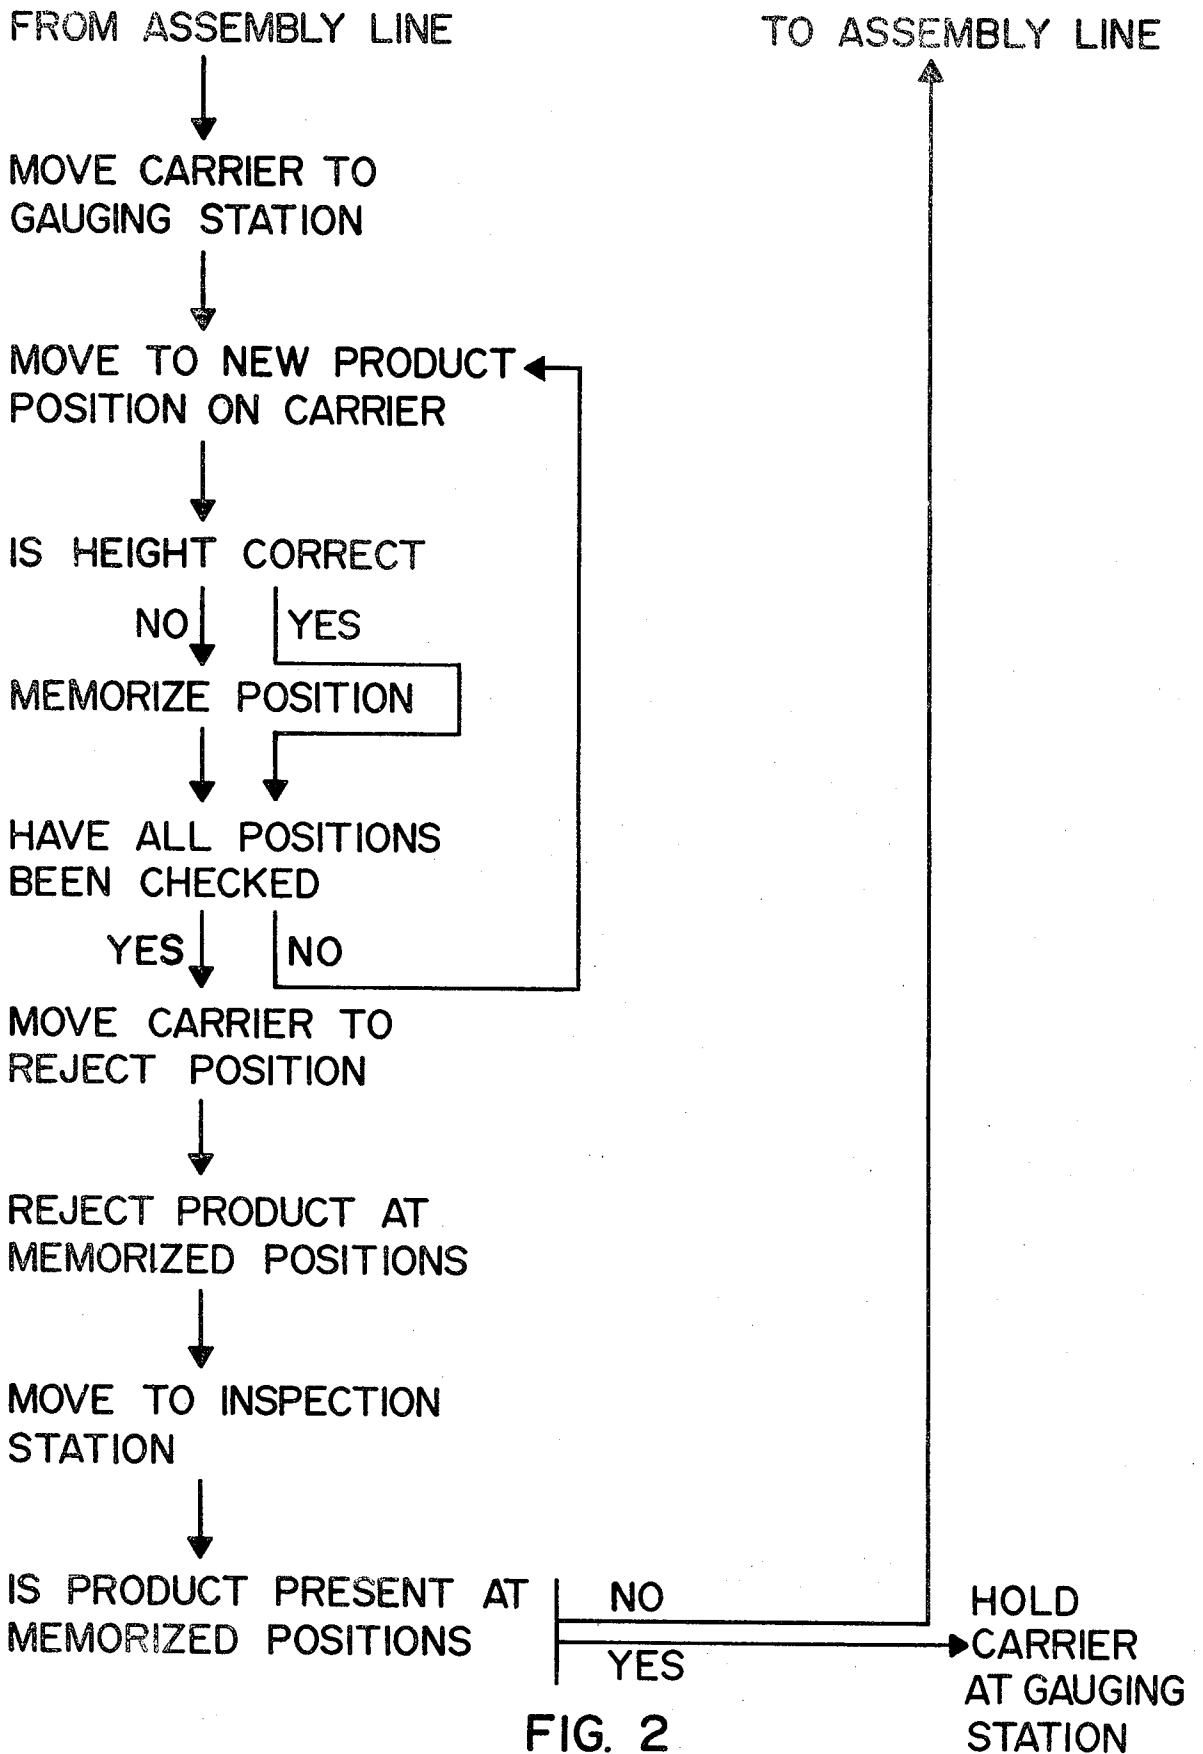 FROM ASSEMBLY LINE
TO ASSEMBLY LINE
MOVE CARRIER TO
GAUGING STATION
MOVE TO NEW PRODUCT
POSITION ON CARRIER
IS HEIGHT CORRECT
NO
YES
MEMORIZE POSITION
HAVE ALL POSITIONS
BEEN CHECKED
YES
NO
MOVE CARRIER TO
REJECT POSITION
REJECT PRODUCT AT
MEMORIZED POSITIONS
MOVE TO INSPECTION
STATION
IS PRODUCT PRESENT AT
MEMORIZED POSITIONS
NO
YES
HOLD
CARRIER
AT GAUGING
STATION
FIG. 2